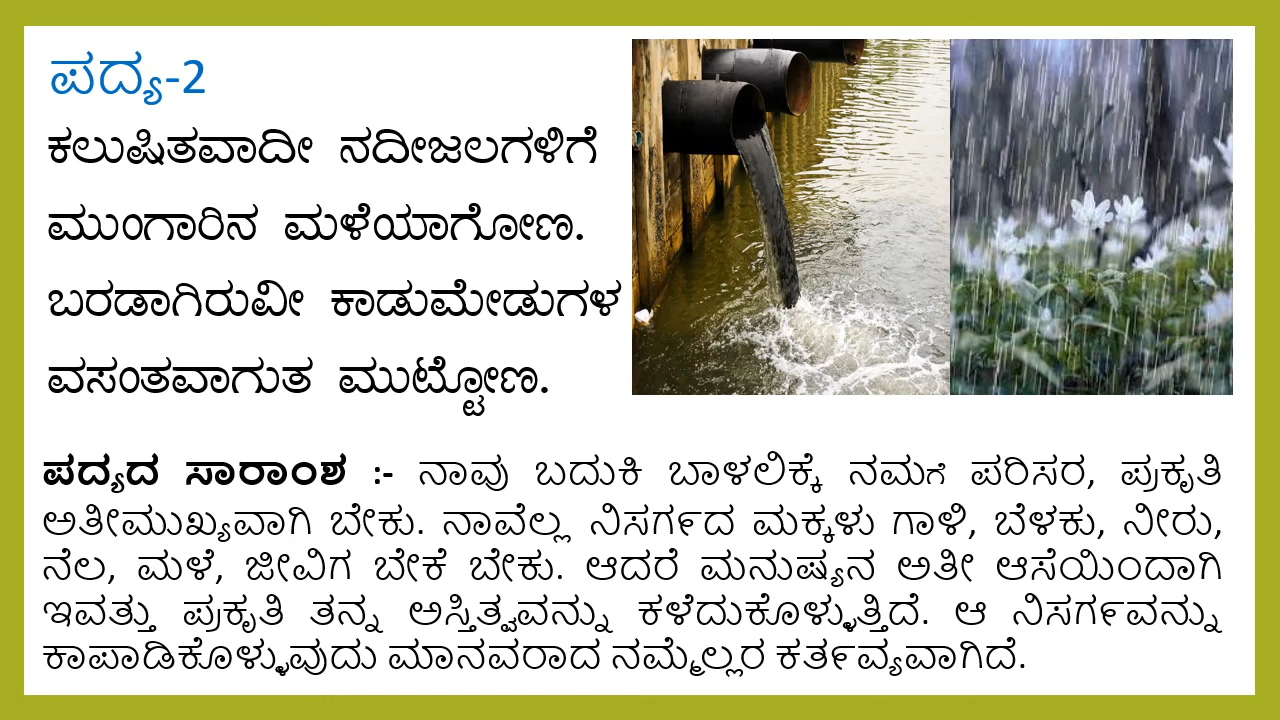 ಪದ್ಯ-2
ಕಲುಷಿತವಾದೀ ನದೀಜಲಗಳಿಗೆ
ಮುಂಗಾರಿನ ಮಳೆಯಾಗೋಣ.
ಬರಡಾಗಿರುವೀ ಕಾಡುಮೇಡುಗಳ
ವಸಂತವಾಗುತ ಮುಟ್ಟೋಣ.
ಪದ್ಯದ ಸಾರಾಂಶ :- ನಾವು ಬದುಕಿ ಬಾಳಲಿಕ್ಕೆ ನಮಗೆ ಪರಿಸರ, ಪ್ರಕೃತಿ
ಅತೀಮುಖ್ಯವಾಗಿ ಬೇಕು. ನಾವೆಲ್ಲ ನಿಸರ್ಗದ ಮಕ್ಕಳು ಗಾಳಿ, ಬೆಳಕು, ನೀರು,
ನೆಲ, ಮಳೆ, ಜೀವಿಗ ಬೇಕೆ ಬೇಕು. ಆದರೆ ಮನುಷ್ಯನ ಅತೀ ಆಸೆಯಿಂದಾಗಿ
ಇವತ್ತು ಪ್ರಕೃತಿ ತನ್ನ ಅಸ್ತಿತ್ವವನ್ನು ಕಳೆದುಕೊಳ್ಳುತ್ತಿದೆ. ಆ ನಿಸರ್ಗವನ್ನು
ಕಾಪಾಡಿಕೊಳ್ಳುವುದು ಮಾನವರಾದ ನಮ್ಮೆಲ್ಲರ ಕರ್ತವ್ಯವಾಗಿದೆ.